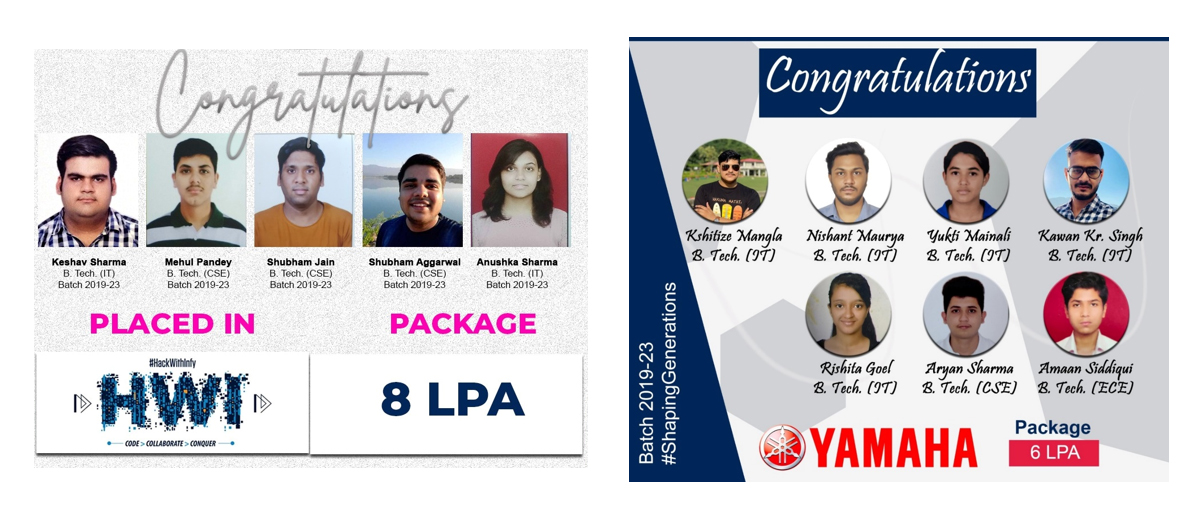 Congratulations
Keshav Sharma
B. Tech. (IT)
Batch 2019-23
Mehul Pandey
B. Tech. (CSE)
Batch 2019-23
Shubham Jain
B. Tech. (CSE)
Batch 2019-23
Shubham Aggarwal
B. Tech. (CSE)
Batch 2019-23
Anushka Sharma
B. Tech. (IT)
Batch 2019-23
PLACED IN
PACKAGE
#HackWithInfy
HWI
CODE > COLLABORATE > CONQUER
8 LPA
Congratulations
Kshitize Mangla
B. Tech. (IT)
Nishant Maurya
B. Tech. (IT)
Yukti Mainali
B. Tech. (IT)
Kawan Kr. Singh
B. Tech. (IT)
Rishita Goel
B. Tech. (IT)
Aryan Sharma
B. Tech. (CSE)
Amaan Siddiqui
B. Tech. (ECE)
Batch 2019-23
#ShapingGenerations
YAMAHA
Package
6 LPA